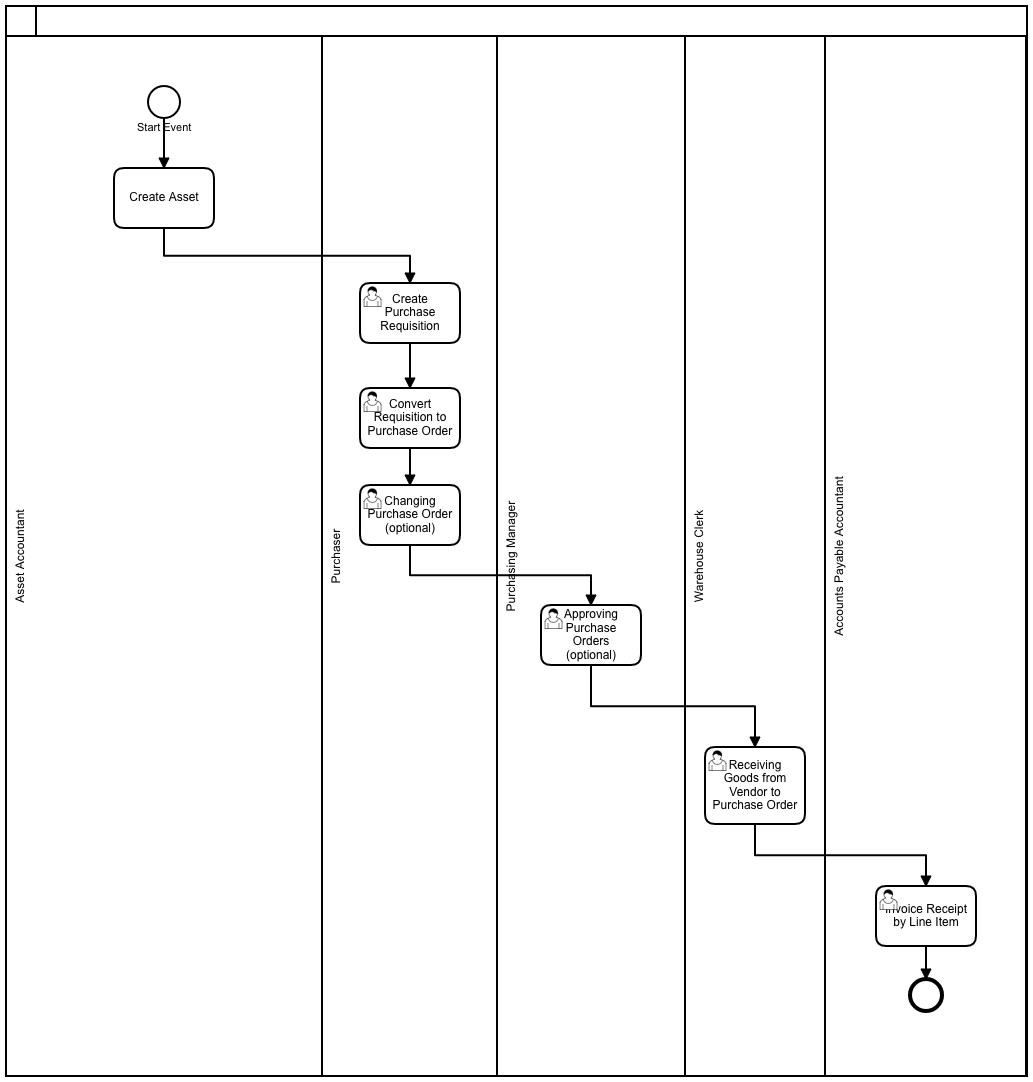 Start Event
Create Asset
Create
Purchase
Requisition
Convert
Requisition to
Purchase Order
Changing
Purchase Order
(optional)
Approving
Purchase
Orders
(optional)
Receiving
Goods from
Vendor to
Purchase Order
Invoice Receipt
by Line Item
Asset Accountant
Purchaser
Purchasing Manager
Warehouse Clerk
Accounts Payable Accountant